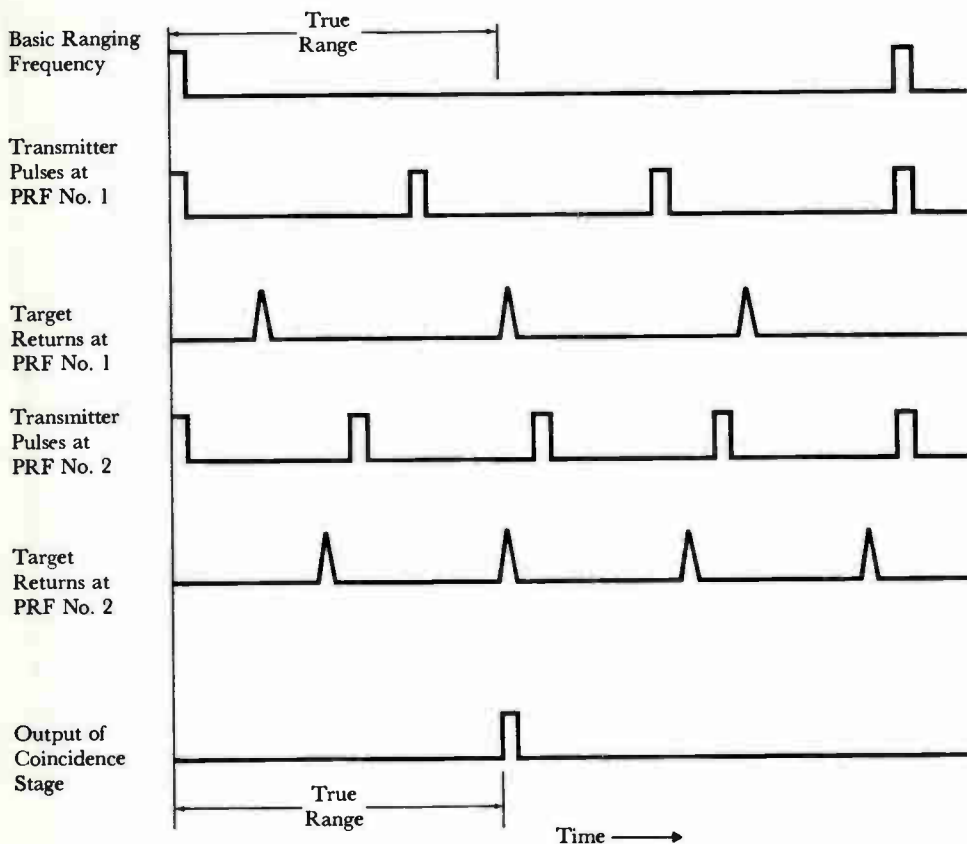 True
Range
Basic Ranging
Frequency
Transmitter
Pulses at
PRF No. 1
Target
Returns at
PRF No. 1
Transmitter
Pulses at
PRF No. 2
Target
Returns at
PRF No. 2
Output of
Coincidence
Stage
True
Range
Time